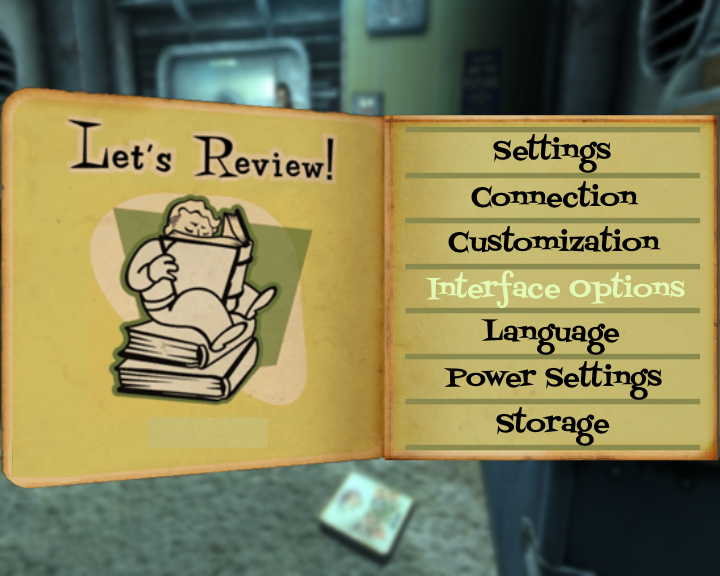 Let's Review!
Settings
Connection
Customization
Interface Options
Language
Power Settings
Storage